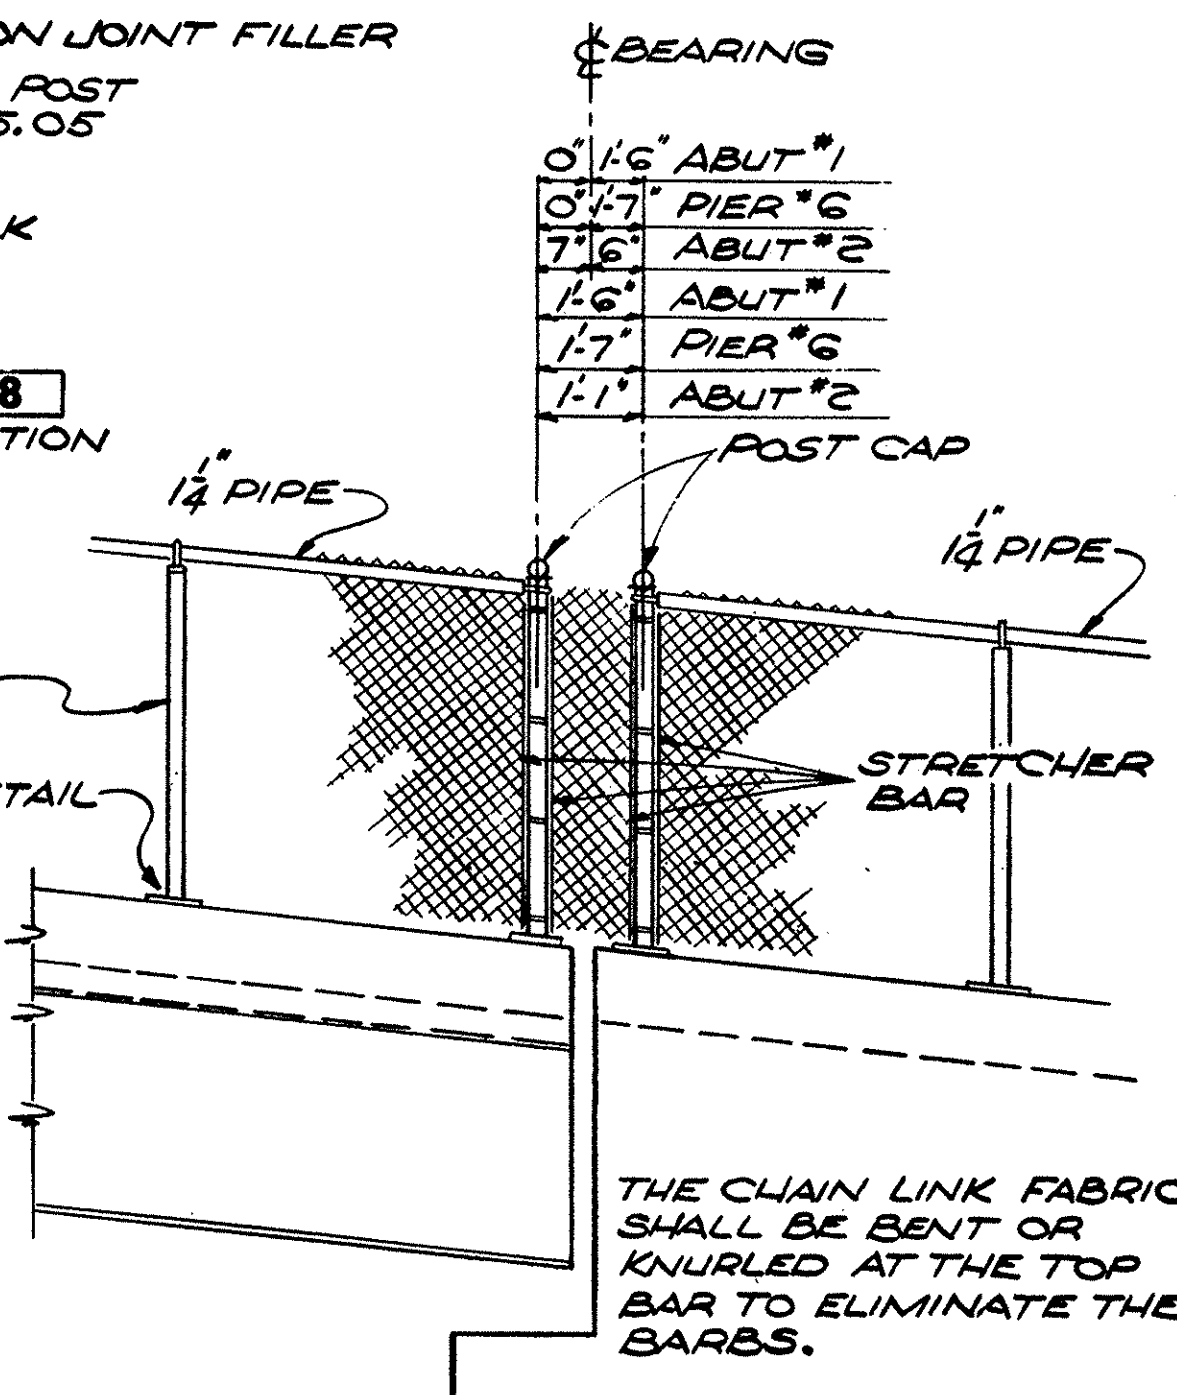 ON JOINT FILLER
POST
5.05
K
8
TION
℄ BEARING
0" 1'-6" ABUT #1
0" 1'-7" PIER #6
7" 6" ABUT #2
1'-6" ABUT #1
1'-7" PIER #6
1'-1" ABUT #2
POST CAP
1¼" PIPE
1¼" PIPE
STRETCHER
BAR
TAIL
THE CHAIN LINK FABRIC
SHALL BE BENT OR
KNURLED AT THE TOP
BAR TO ELIMINATE THE
BARBS.